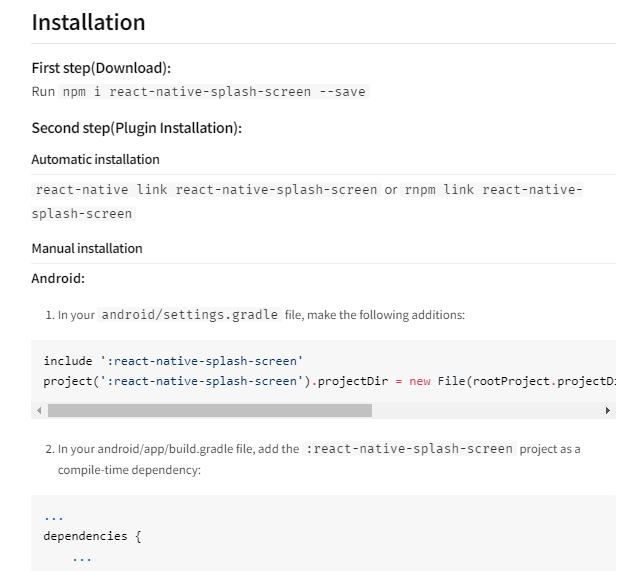 Installation
First step(Download):
Run npm i react-native-splash-screen --save
Second step(Plugin Installation):
Automatic installation
react-native link react-native-splash-screen or rnpm link react-native-
splash-screen
Manual installation
Android:
1. In your android/settings.gradle file, make the following additions:
include ':react-native-splash-screen'
project(':react-native-splash-screen').projectDir = new File(rootProject.projectDi
2. In your android/app/build.gradle file, add the :react-native-splash-screen project as a
compile-time dependency:
...
dependencies {
...